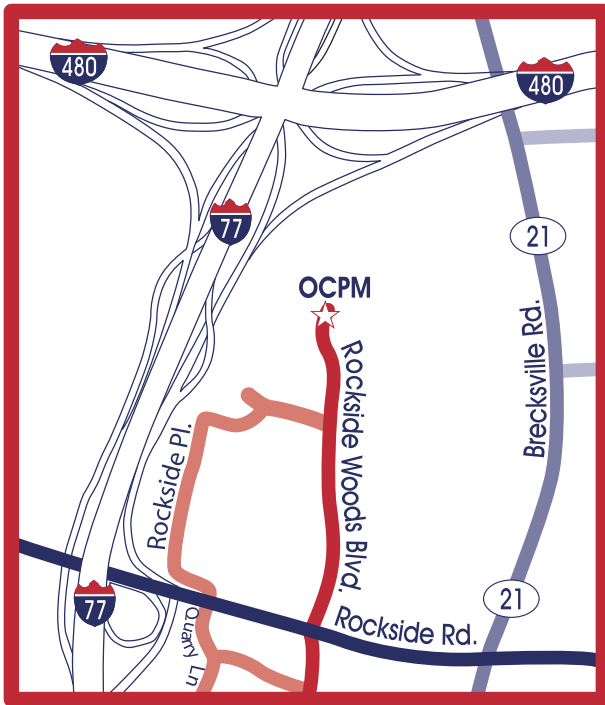 480
480
77
21
OCPM
Brecksville Rd.
Rockside Woods Blvd.
Rockside Pl.
77
21
Rockside Rd.
Quarry Ln